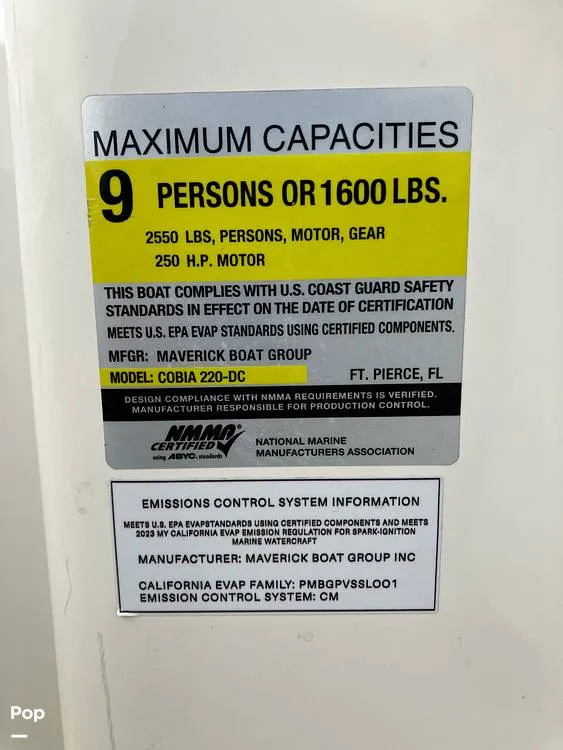 MAXIMUM CAPACITIES
9 PERSONS OR 1600 LBS.
2550 LBS, PERSONS, MOTOR, GEAR
250 H.P. MOTOR
THIS BOAT COMPLIES WITH U.S. COAST GUARD SAFETY
STANDARDS IN EFFECT ON THE DATE OF CERTIFICATION
MEETS U.S. EPA EVAP STANDARDS USING CERTIFIED COMPONENTS.
MFGR: MAVERICK BOAT GROUP
MODEL: COBIA 220-DC FT. PIERCE, FL
DESIGN COMPLIANCE WITH NMMA REQUIREMENTS IS VERIFIED.
MANUFACTURER RESPONSIBLE FOR PRODUCTION CONTROL.
NMMA®
CERTIFIED
using ABYC. standards
NATIONAL MARINE
MANUFACTURERS ASSOCIATION
EMISSIONS CONTROL SYSTEM INFORMATION
MEETS U.S. EPA EVAPSTANDARDS USING CERTIFIED COMPONENTS AND MEETS
2023 MY CALIFORNIA EVAP EMISSION REGULATION FOR SPARK-IGNITION
MARINE WATERCRAFT
MANUFACTURER: MAVERICK BOAT GROUP INC
CALIFORNIA EVAP FAMILY: PMBGPVSSLOO1
EMISSION CONTROL SYSTEM: CM
Pop